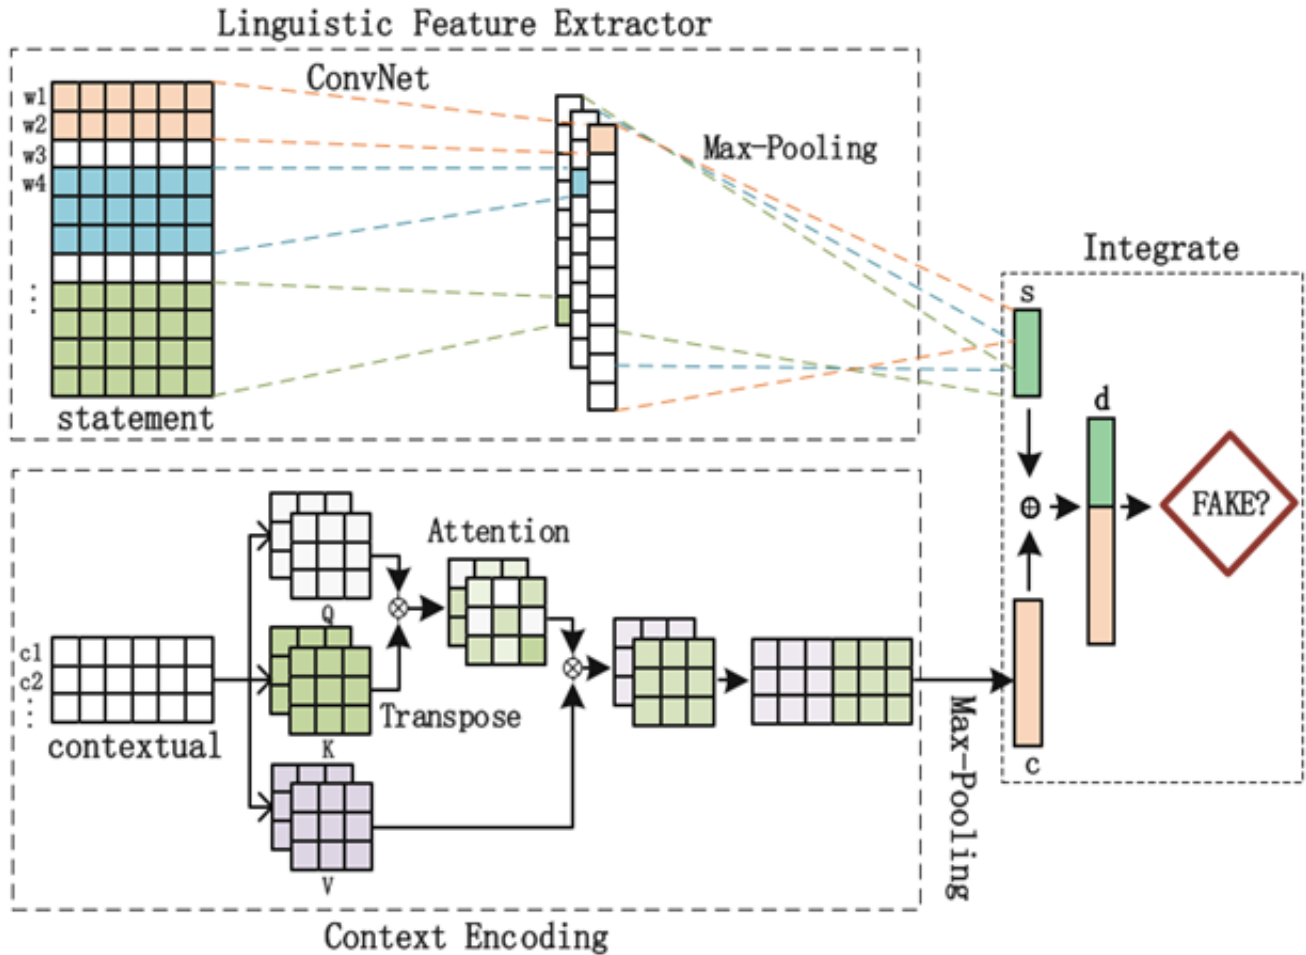 Linguistic Feature Extractor
ConvNet
w1
w2
w3
w4
...
Max-Pooling
statement
Integrate
s
d
⊕
FAKE?
c
Attention
Q
⊗
c1
c2
...
contextual
Transpose
K
⊗
V
Max-Pooling
Context Encoding